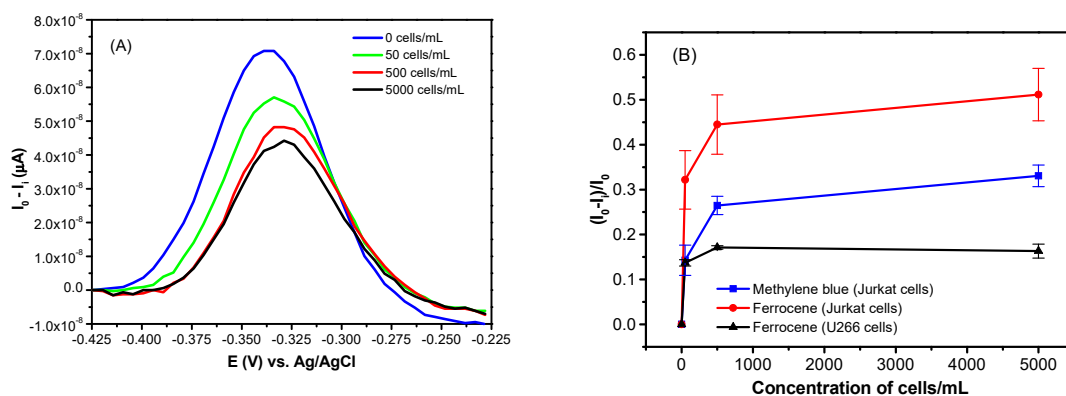 (A)
0 cells/mL
50 cells/mL
500 cells/mL
5000 cells/mL
8.0x10⁻⁸
7.0x10⁻⁸
6.0x10⁻⁸
5.0x10⁻⁸
4.0x10⁻⁸
3.0x10⁻⁸
2.0x10⁻⁸
1.0x10⁻⁸
0.0
-1.0x10⁻⁸
I₀ - Iᵢ (µA)
-0.425 -0.400 -0.375 -0.350 -0.325 -0.300 -0.275 -0.250 -0.225
E (V) vs. Ag/AgCl
(B)
0.6
0.5
0.4
0.3
0.2
0.1
0.0
(I₀-Iᵢ)/I₀
Methylene blue (Jurkat cells)
Ferrocene (Jurkat cells)
Ferrocene (U266 cells)
0 1000 2000 3000 4000 5000
Concentration of cells/mL